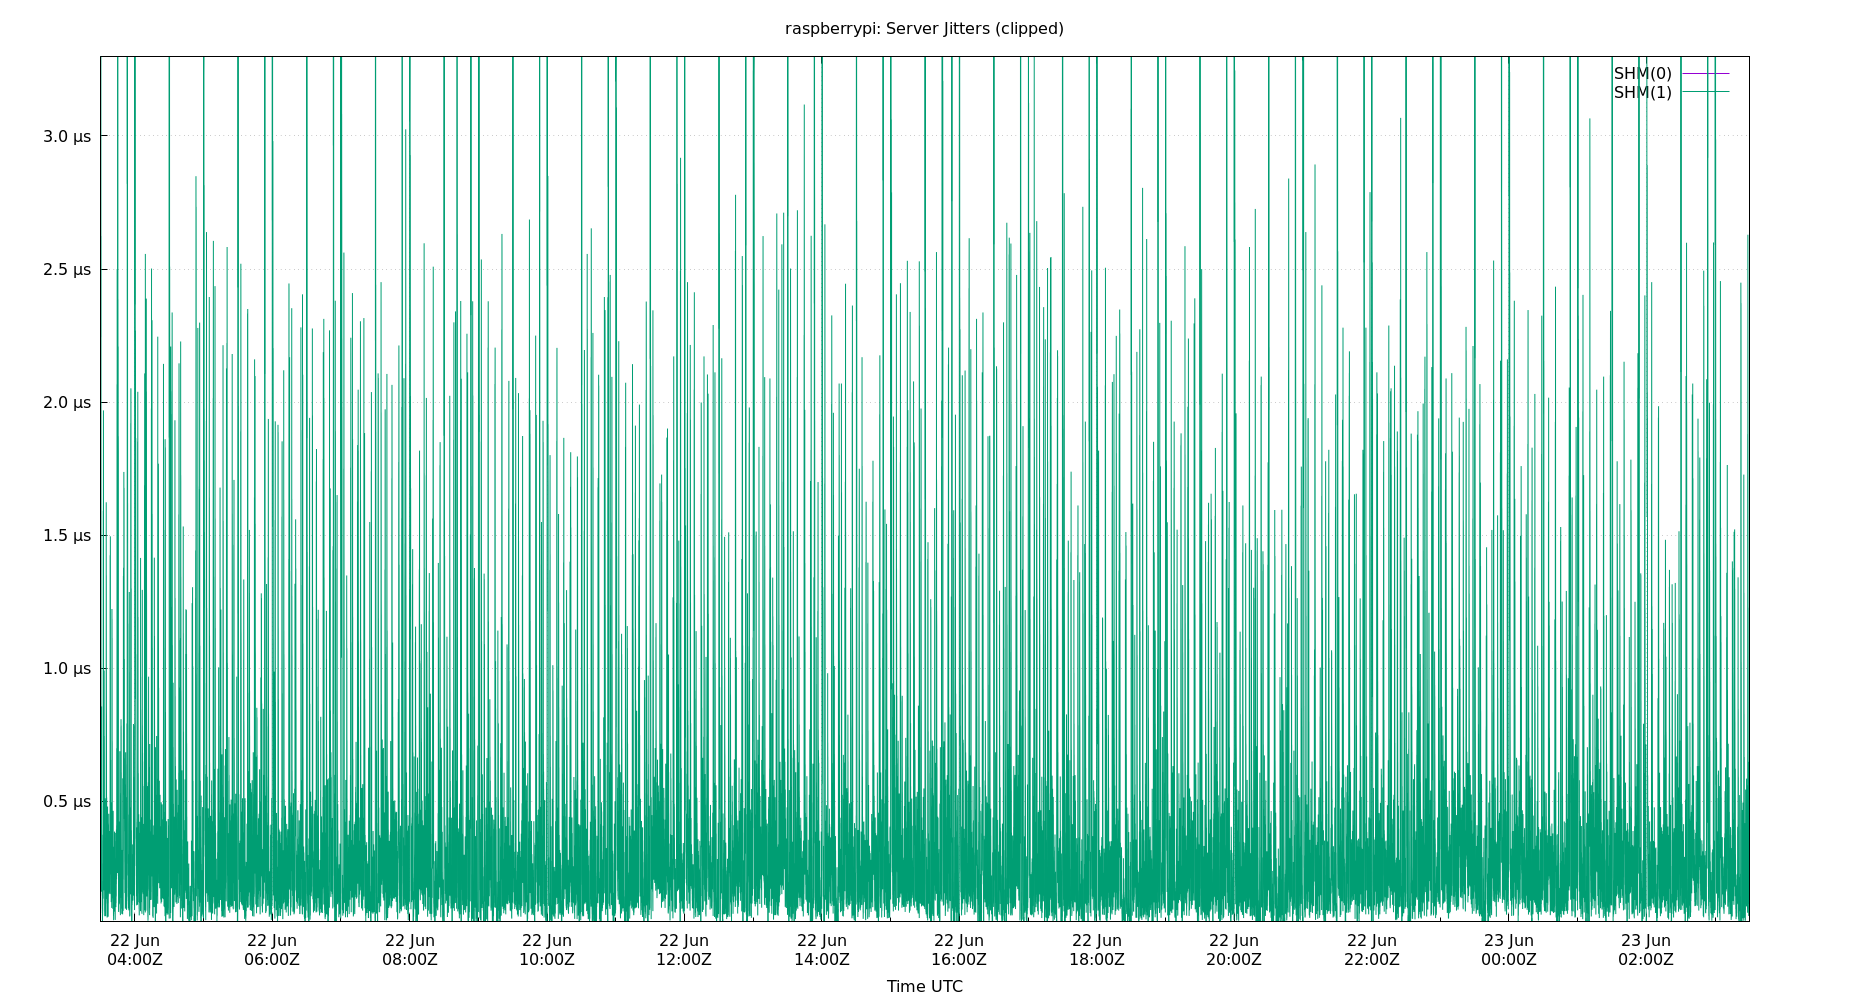 raspberrypi: Server Jitters (clipped)
SHM(0)
SHM(1)
3.0 µs
2.5 µs
2.0 µs
1.5 µs
1.0 µs
0.5 µs
22 Jun 22 Jun 22 Jun 22 Jun 22 Jun 22 Jun 22 Jun 22 Jun 22 Jun 22 Jun 23 Jun 23 Jun
04:00Z 06:00Z 08:00Z 10:00Z 12:00Z 14:00Z 16:00Z 18:00Z 20:00Z 22:00Z 00:00Z 02:00Z
Time UTC